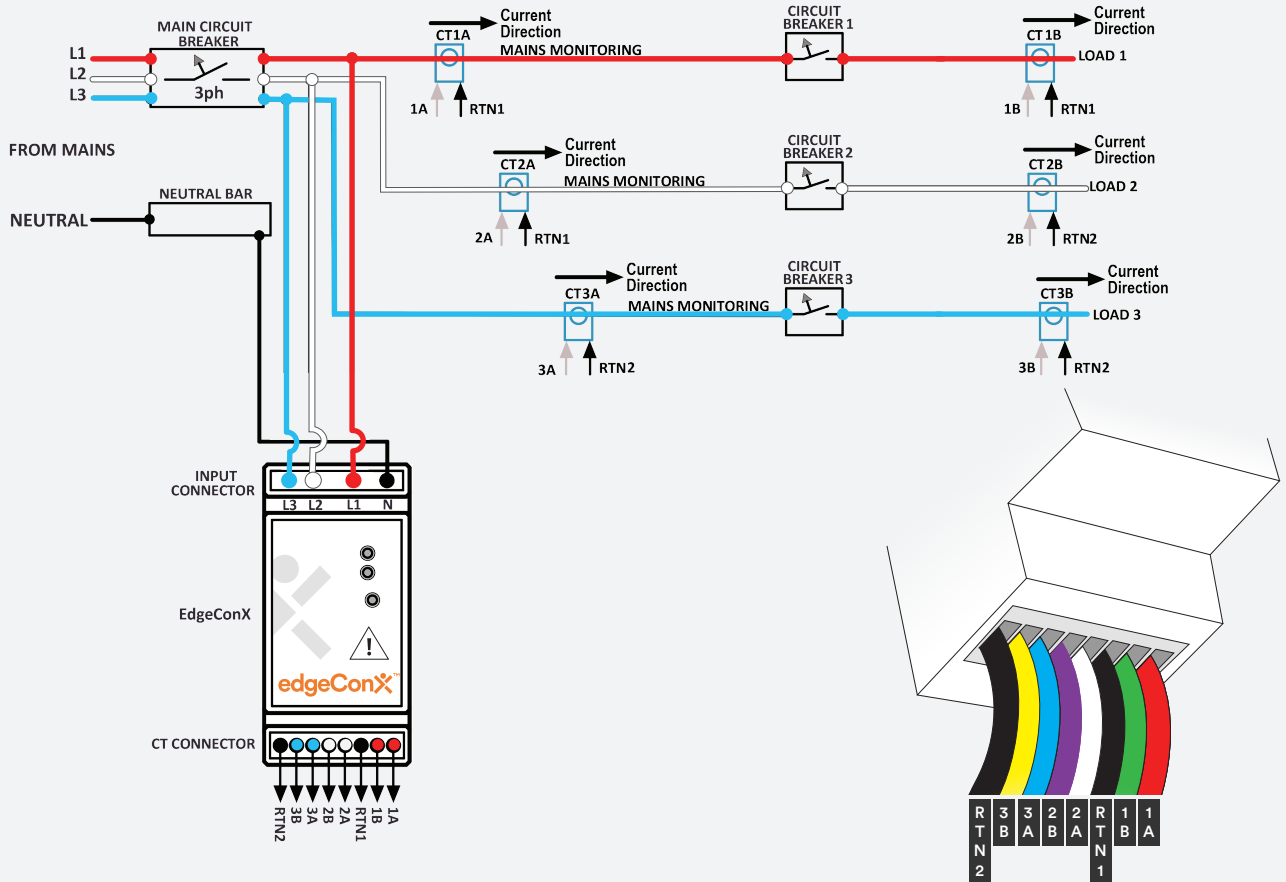 MAIN CIRCUIT
BREAKER
L1
L2
L3
3ph
FROM MAINS
NEUTRAL BAR
NEUTRAL
Current
Direction
CT1A
MAINS MONITORING
1A
RTN1
CIRCUIT
BREAKER 1
Current
Direction
CT1B
LOAD 1
1B
RTN1
Current
Direction
CT2A
MAINS MONITORING
2A
RTN1
CIRCUIT
BREAKER 2
Current
Direction
CT2B
LOAD 2
2B
RTN2
Current
Direction
CT3A
MAINS MONITORING
3A
RTN2
CIRCUIT
BREAKER 3
Current
Direction
CT3B
LOAD 3
3B
RTN2
INPUT
CONNECTOR
L3 L2 L1 N
EdgeConX
!
edgeConX™
CT CONNECTOR
RTN2
3B
3A
2B
2A
RTN1
1B
1A
RTN2
3B
3A
2B
2A
RTN1
1B
1A